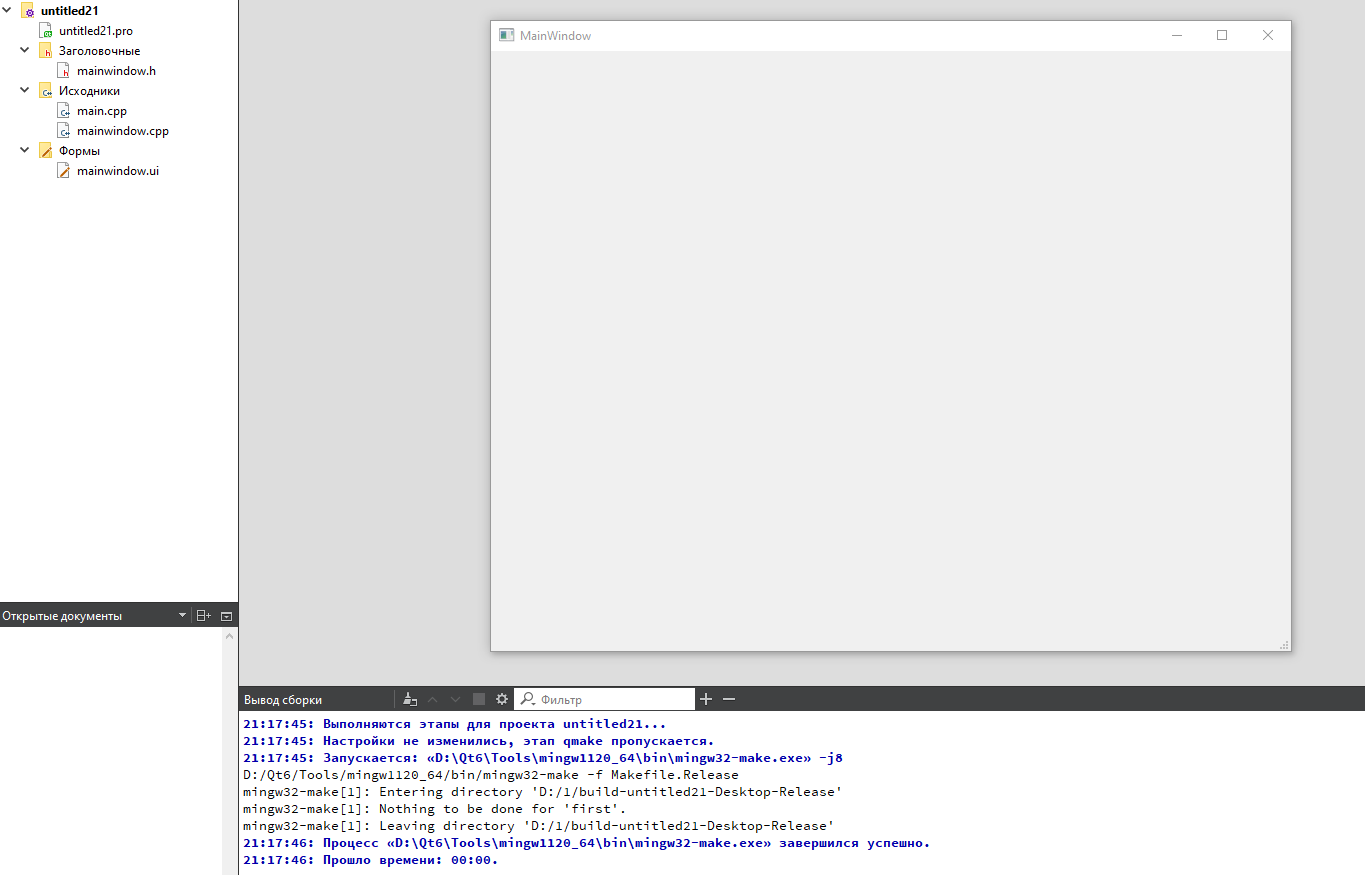 untitled21
untitled21.pro
Заголовочные
mainwindow.h
Исходники
main.cpp
mainwindow.cpp
Формы
mainwindow.ui
MainWindow
Открытые документы
Вывод сборки
Фильтр
21:17:45: Выполняются этапы для проекта untitled21...
21:17:45: Настройки не изменились, этап qmake пропускается.
21:17:45: Запускается: «D:\Qt6\Tools\mingw1120_64\bin\mingw32-make.exe» -j8
D:/Qt6/Tools/mingw1120_64/bin/mingw32-make -f Makefile.Release
mingw32-make[1]: Entering directory 'D:/1/build-untitled21-Desktop-Release'
mingw32-make[1]: Nothing to be done for 'first'.
mingw32-make[1]: Leaving directory 'D:/1/build-untitled21-Desktop-Release'
21:17:46: Процесс «D:\Qt6\Tools\mingw1120_64\bin\mingw32-make.exe» завершился успешно.
21:17:46: Прошло времени: 00:00.